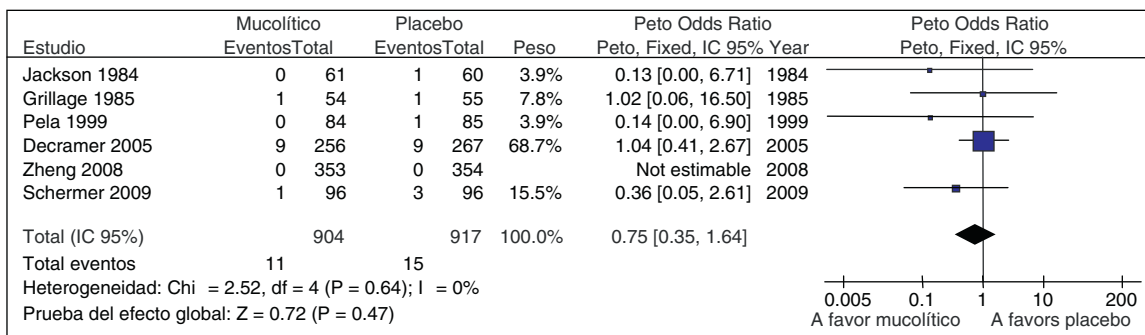 Mucolítico Placebo Peto Odds Ratio Peto Odds Ratio
Estudio EventosTotal EventosTotal Peso Peto, Fixed, IC 95% Year Peto, Fixed, IC 95%
Jackson 1984 0 61 1 60 3.9% 0.13 [0.00, 6.71] 1984
Grillage 1985 1 54 1 55 7.8% 1.02 [0.06, 16.50] 1985
Pela 1999 0 84 1 85 3.9% 0.14 [0.00, 6.90] 1999
Decramer 2005 9 256 9 267 68.7% 1.04 [0.41, 2.67] 2005
Zheng 2008 0 353 0 354 Not estimable 2008
Schermer 2009 1 96 3 96 15.5% 0.36 [0.05, 2.61] 2009
Total (IC 95%) 904 917 100.0% 0.75 [0.35, 1.64]
Total eventos 11 15
Heterogeneidad: Chi = 2.52, df = 4 (P = 0.64); I = 0%
Prueba del efecto global: Z = 0.72 (P = 0.47)
0.005 0.1 1 10 200
A favor mucolítico A favors placebo